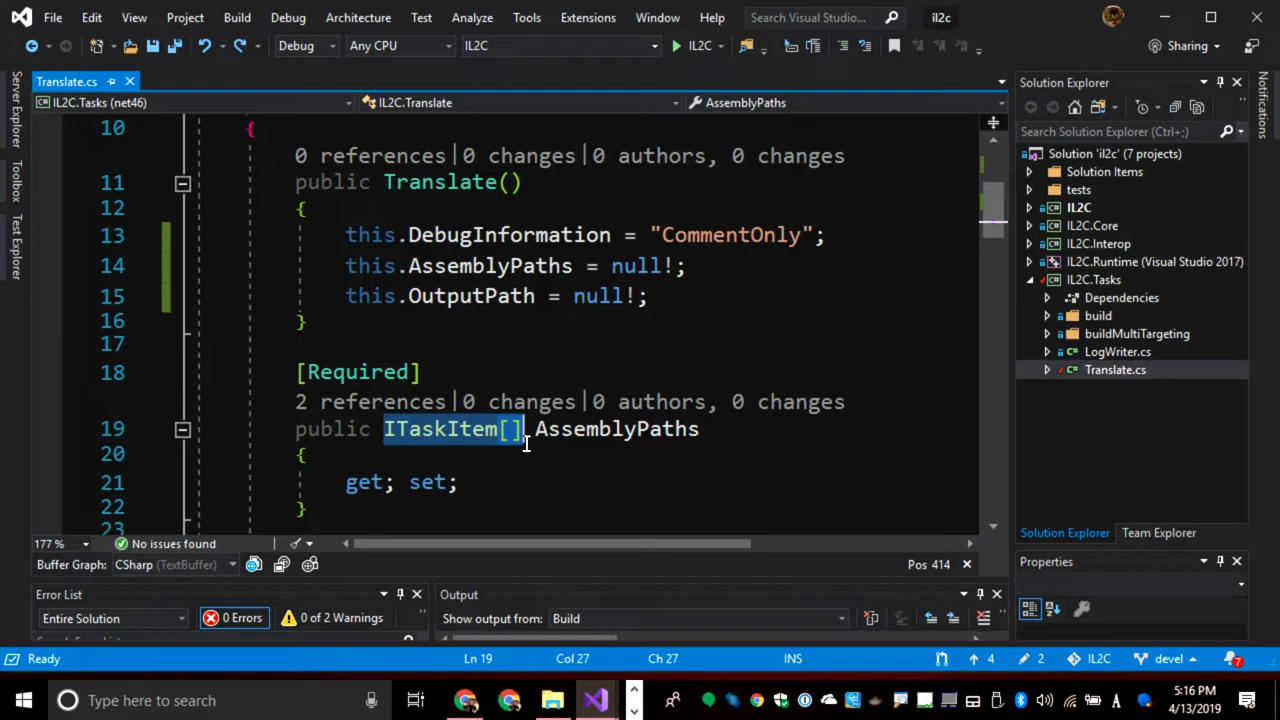 File Edit View Project Build Debug Architecture Test Analyze Tools Extensions Window Help Search Visual Studio... il2c
Debug Any CPU IL2C IL2C Sharing
Translate.cs
IL2C.Tasks (net46) IL2C.Translate AssemblyPaths
Server Explorer
Toolbox
Test Explorer
10 {
0 references|0 changes|0 authors, 0 changes
11 public Translate()
12 {
13 this.DebugInformation = "CommentOnly";
14 this.AssemblyPaths = null!;
15 this.OutputPath = null!;
16 }
17
18 [Required]
2 references|0 changes|0 authors, 0 changes
19 public ITaskItem[] AssemblyPaths
20 {
21 get; set;
22 }
23
177 % No issues found
Buffer Graph: CSharp (TextBuffer) Pos 414
Error List
Entire Solution 0 Errors 0 of 2 Warnings
Output
Show output from: Build
Solution Explorer
Search Solution Explorer (Ctrl+;)
Solution 'il2c' (7 projects)
Solution Items
tests
IL2C
IL2C.Core
IL2C.Interop
IL2C.Runtime (Visual Studio 2017)
IL2C.Tasks
Dependencies
build
buildMultiTargeting
LogWriter.cs
Translate.cs
Solution Explorer Team Explorer
Properties
Notifications
Ready Ln 19 Col 27 Ch 27 INS 4 2 IL2C devel 7
Type here to search
5:16 PM
4/13/2019